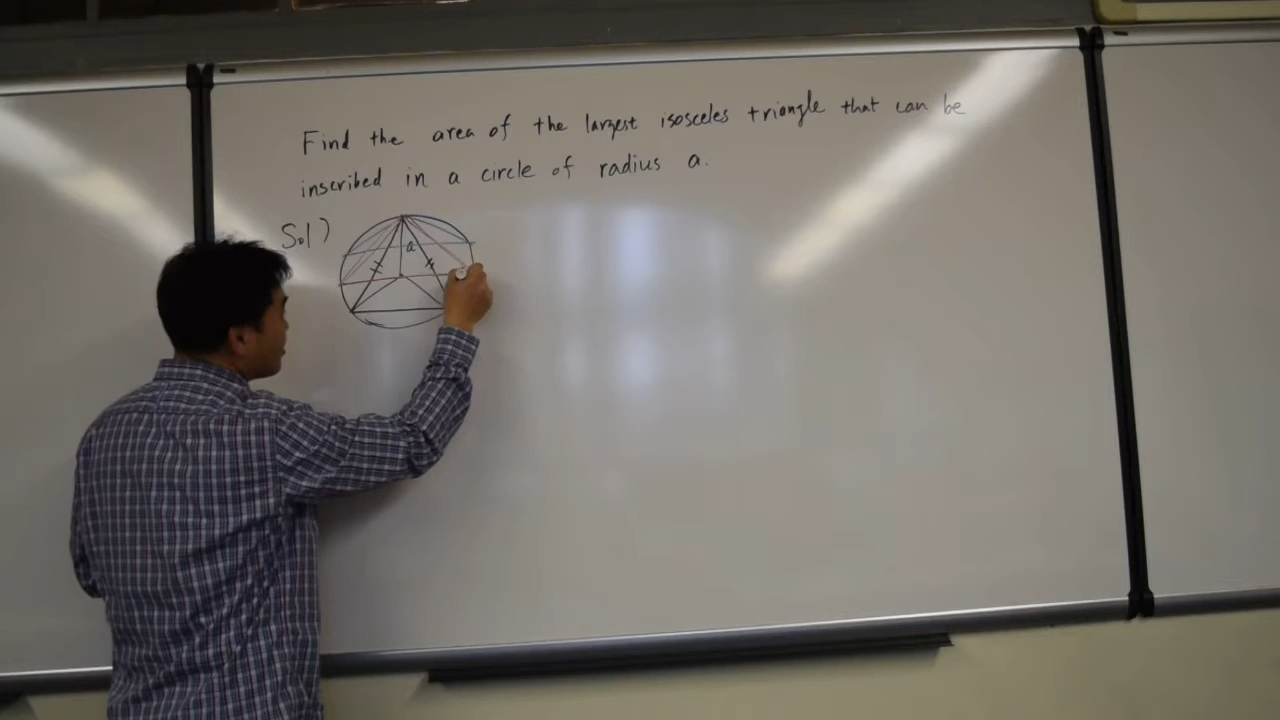 Find the area of the largest isosceles triangle that can be
inscribed in a circle of radius a.
Sol)
a